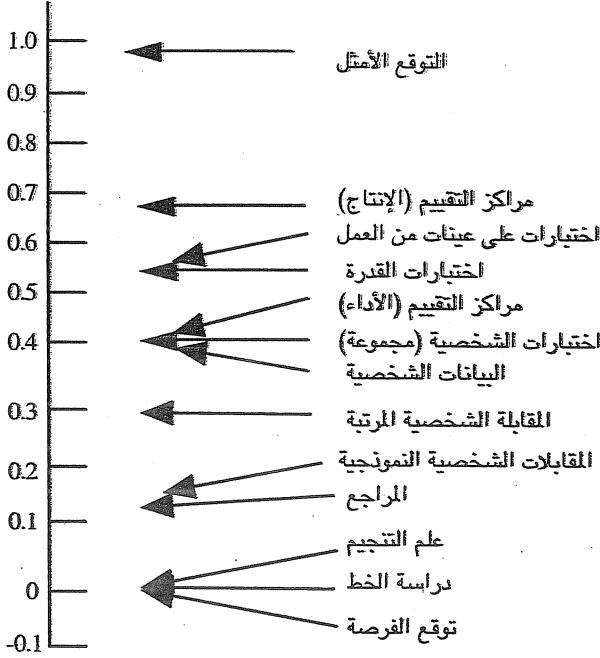 1.0
التوقع الأمثل
0.9
0.8
0.7
مراكز التقييم (الإنتاج)
اختبارات على عينات من العمل
0.6
اختبارات القدرة
0.5
مراكز التقييم (الأداء)
0.4
اختبارات الشخصية (مجموعة)
البيانات الشخصية
0.3
المقابلة الشخصية المرتبة
المقابلات الشخصية النموذجية
0.2
المراجع
0.1
علم التنجيم
0
دراسة الخط
توقع الفرصة
-0.1